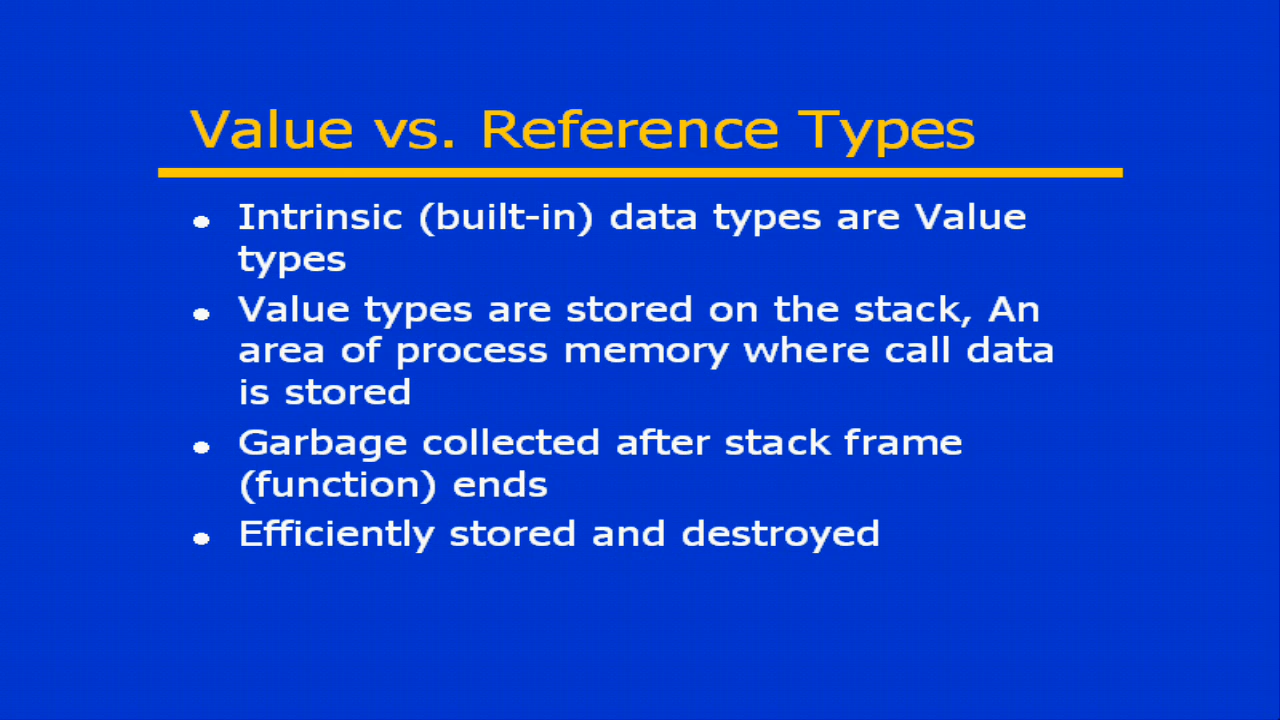 Value vs. Reference Types
• Intrinsic (built-in) data types are Value
types
• Value types are stored on the stack, An
area of process memory where call data
is stored
• Garbage collected after stack frame
(function) ends
• Efficiently stored and destroyed